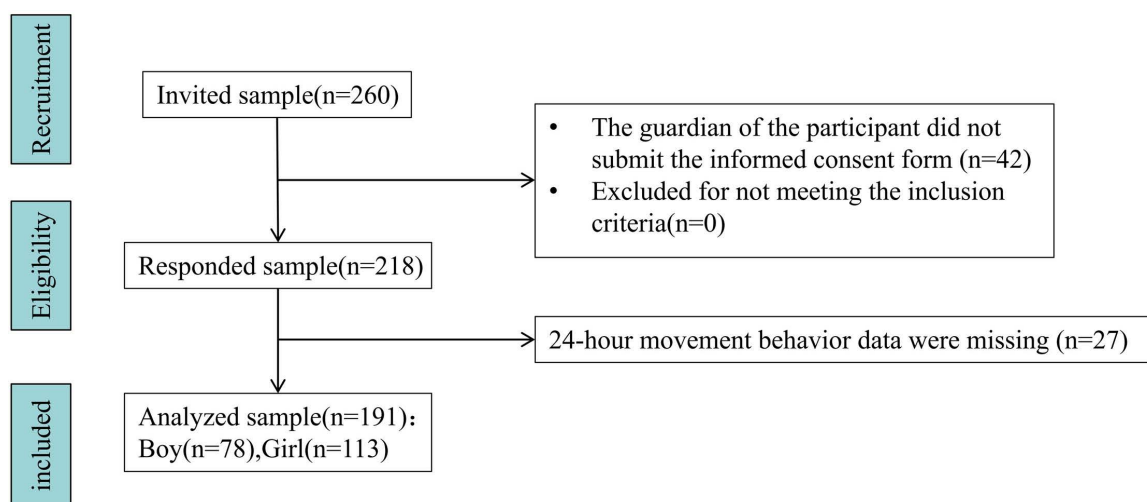 Recruitment
Invited sample(n=260)
• The guardian of the participant did not
submit the informed consent form (n=42)
• Excluded for not meeting the inclusion
criteria(n=0)
Eligibility
Responded sample(n=218)
24-hour movement behavior data were missing (n=27)
included
Analyzed sample(n=191)：
Boy(n=78),Girl(n=113)